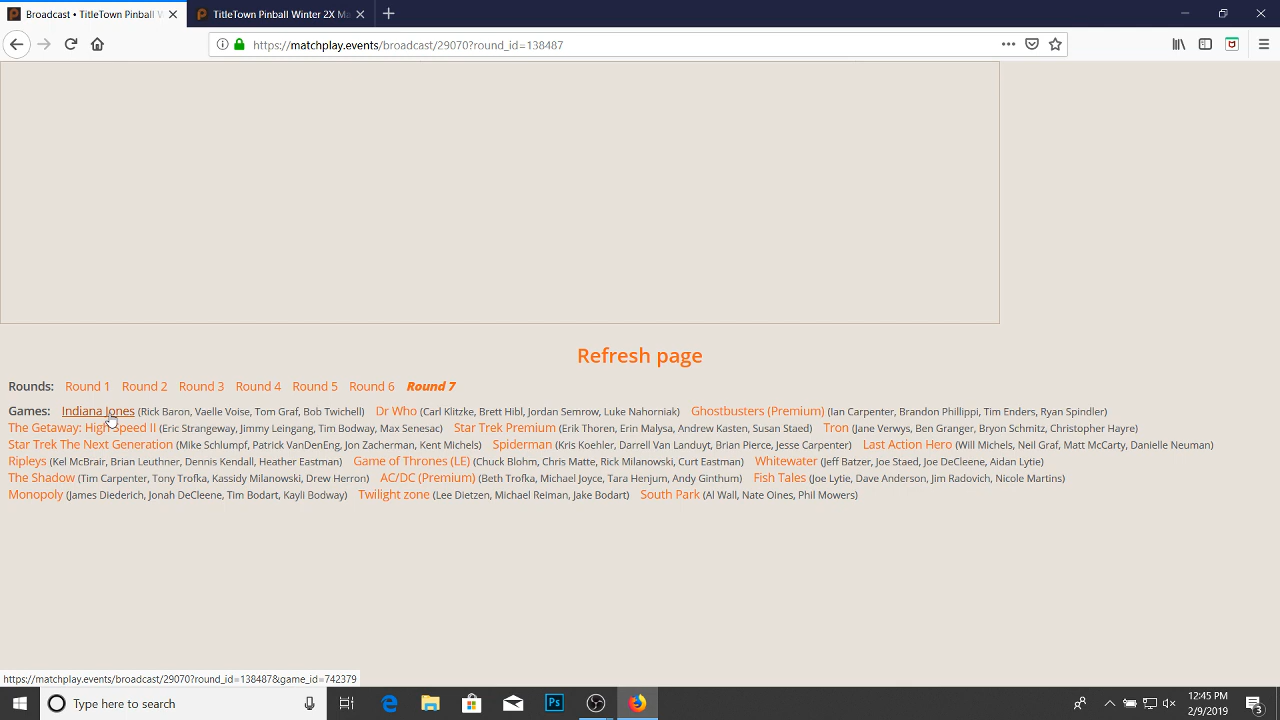 Broadcast • TitleTown Pinball W
TitleTown Pinball Winter 2X Ma
https://matchplay.events/broadcast/29070?round_id=138487
Refresh page
Rounds: Round 1 Round 2 Round 3 Round 4 Round 5 Round 6 Round 7
Games: Indiana Jones (Rick Baron, Vaelle Voise, Tom Graf, Bob Twichell) Dr Who (Carl Klitzke, Brett Hibl, Jordan Semrow, Luke Nahorniak) Ghostbusters (Premium) (Ian Carpenter, Brandon Phillippi, Tim Enders, Ryan Spindler)
The Getaway: High Speed II (Eric Strangeway, Jimmy Leingang, Tim Bodway, Max Senesac) Star Trek Premium (Erik Thoren, Erin Malysa, Andrew Kasten, Susan Staed) Tron (Jane Verwys, Ben Granger, Bryon Schmitz, Christopher Hayre)
Star Trek The Next Generation (Mike Schlumpf, Patrick VanDenEng, Jon Zacherman, Kent Michels) Spiderman (Kris Koehler, Darrell Van Landuyt, Brian Pierce, Jesse Carpenter) Last Action Hero (Will Michels, Neil Graf, Matt McCarty, Danielle Neuman)
Ripleys (Kel McBrair, Brian Leuthner, Dennis Kendall, Heather Eastman) Game of Thrones (LE) (Chuck Blohm, Chris Matte, Rick Milanowski, Curt Eastman) Whitewater (Jeff Batzer, Joe Staed, Joe DeCleene, Aidan Lytie)
The Shadow (Tim Carpenter, Tony Trofka, Kassidy Milanowski, Drew Herron) AC/DC (Premium) (Beth Trofka, Michael Joyce, Tara Henjum, Andy Ginthum) Fish Tales (Joe Lytie, Dave Anderson, Jim Radovich, Nicole Martins)
Monopoly (James Diederich, Jonah DeCleene, Tim Bodart, Kayli Bodway) Twilight zone (Lee Dietzen, Michael Reiman, Jake Bodart) South Park (Al Wall, Nate Oines, Phil Mowers)
https://matchplay.events/broadcast/29070?round_id=138487&game_id=742379
Type here to search
Ps
12:45 PM
2/9/2019
3